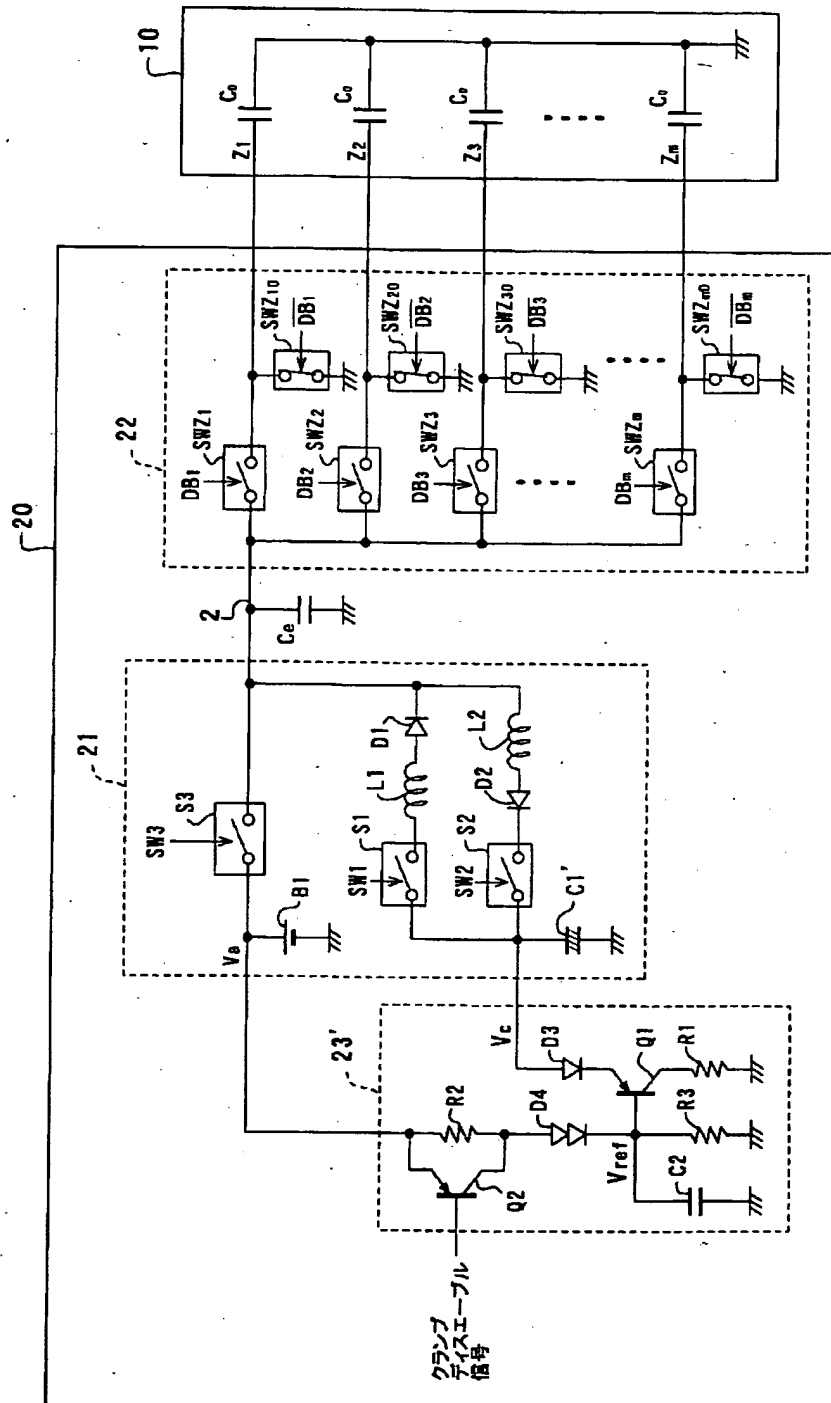 20
21
22
10
SW3
S3
2
Ce
DB1
SWZ1
SWZ10
DB1
Z1
C0
DB2
SWZ2
SWZ20
DB2
Z2
C0
DB3
SWZ3
SWZ30
DB3
Z3
C0
DBm
SWZm
SWZm0
DBm
Zm
C0
Va
B1
SW1
S1
L1
D1
SW2
S2
D2
L2
C1'
23'
Vc
R2
D4
D3
Q1
R1
R3
Vref
C2
Q2
クランプ
ディスエーブル
信号